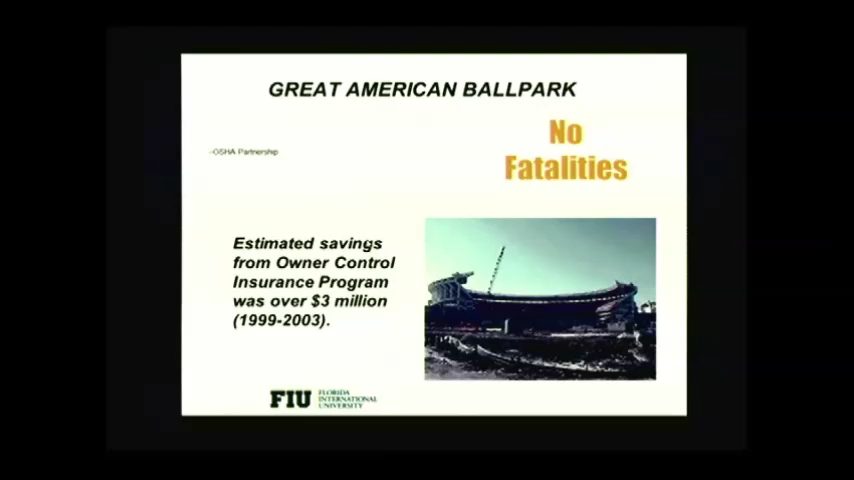 GREAT AMERICAN BALLPARK
No
Fatalities
-OSHA Partnership
Estimated savings
from Owner Control
Insurance Program
was over $3 million
(1999-2003).
FIU
FLORIDA
INTERNATIONAL
UNIVERSITY